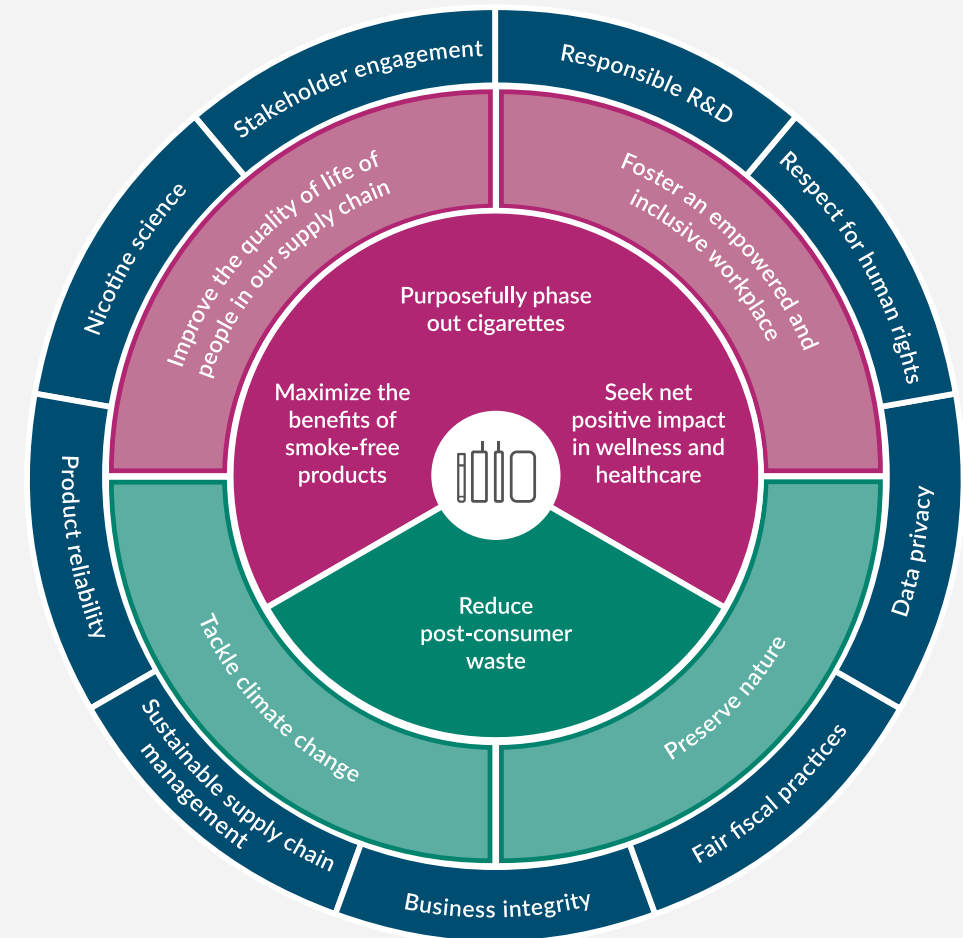 Stakeholder engagement
Responsible R&D
Respect for human rights
Data privacy
Fair fiscal practices
Business integrity
Sustainable supply chain
management
Product reliability
Nicotine science
Improve the quality of life of
people in our supply chain
Foster an empowered and
inclusive workplace
Preserve nature
Tackle climate change
Purposefully phase
out cigarettes
Maximize the
benefits of
smoke-free
products
Seek net
positive impact
in wellness and
healthcare
Reduce
post-consumer
waste